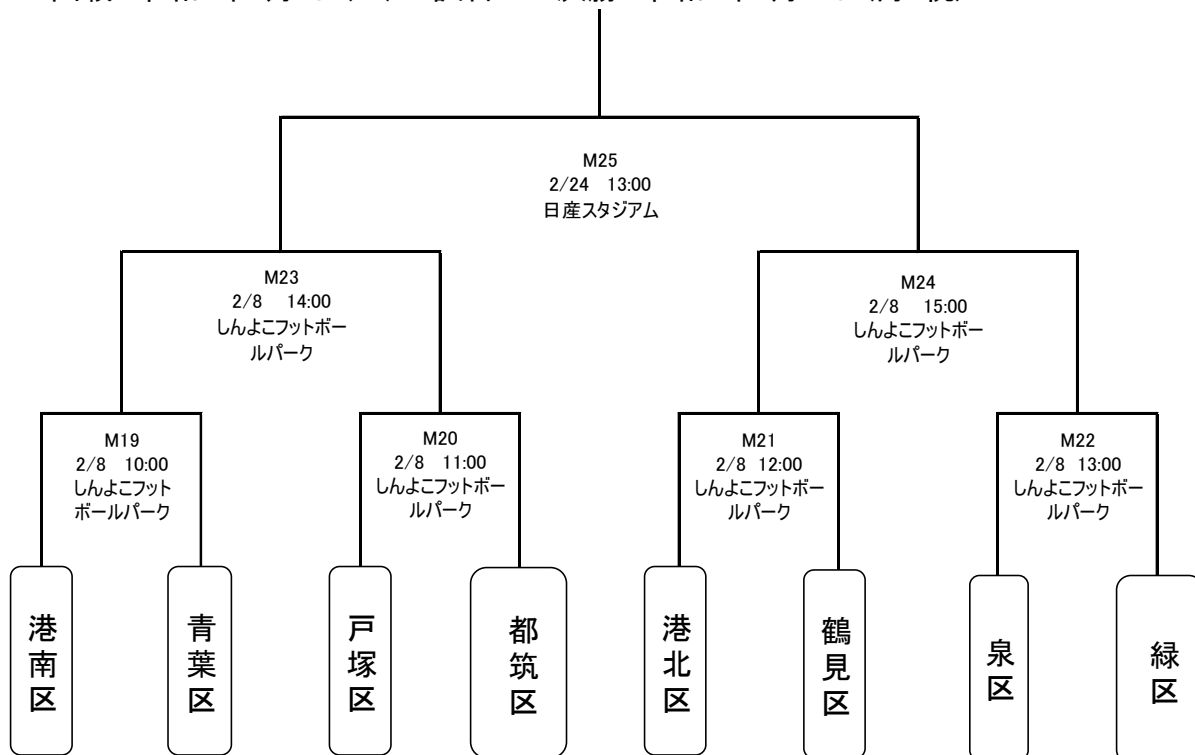 M25
2/24 13:00
日産スタジアム
M23
2/8 14:00
しんよこフットボー
ルパーク
M24
2/8 15:00
しんよこフットボー
ルパーク
M19
2/8 10:00
しんよこフット
ボールパーク
M20
2/8 11:00
しんよこフットボー
ルパーク
M21
2/8 12:00
しんよこフットボー
ルパーク
M22
2/8 13:00
しんよこフットボー
ルパーク
港南区
青葉区
戸塚区
都筑区
港北区
鶴見区
泉区
緑区